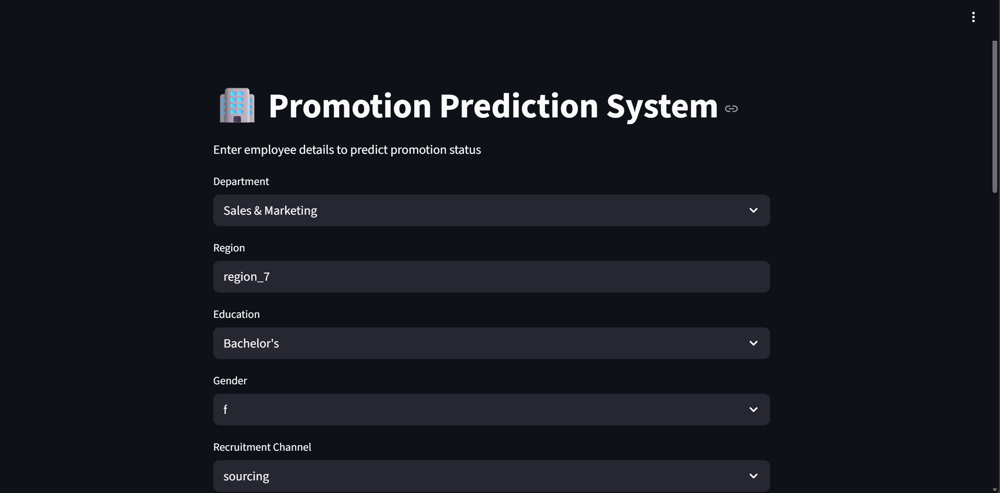 Promotion Prediction System
Enter employee details to predict promotion status
Department
Sales & Marketing
Region
region_7
Education
Bachelor's
Gender
f
Recruitment Channel
sourcing